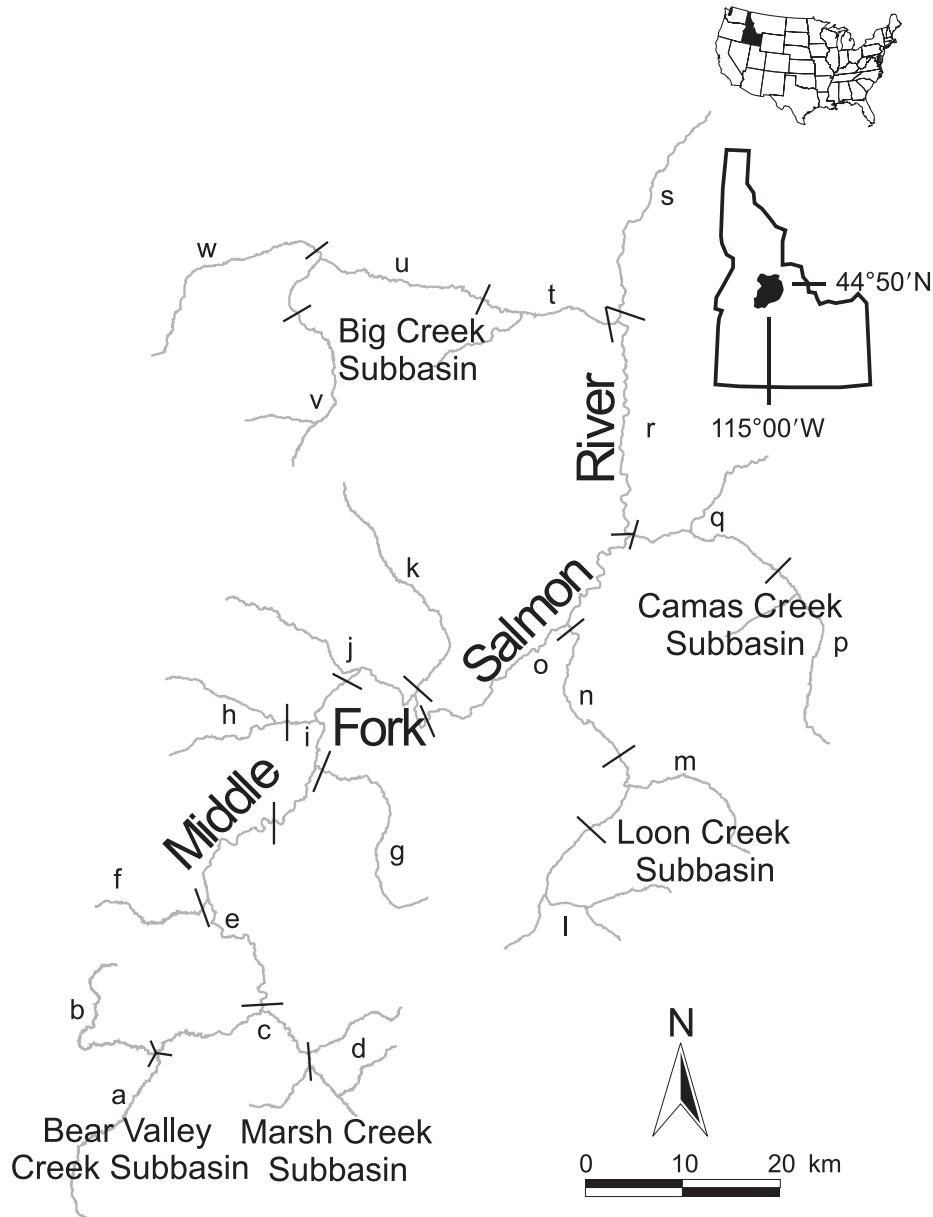 s
w
u
44°50′N
t
Big Creek
Subbasin
v
River
r
115°00′W
q
k
Salmon
Camas Creek
Subbasin
p
j
o
n
h
i
Fork
m
Middle
Loon Creek
Subbasin
g
f
e
l
b
c
N
d
a
Bear Valley
Creek Subbasin
Marsh Creek
Subbasin
0 10 20 km